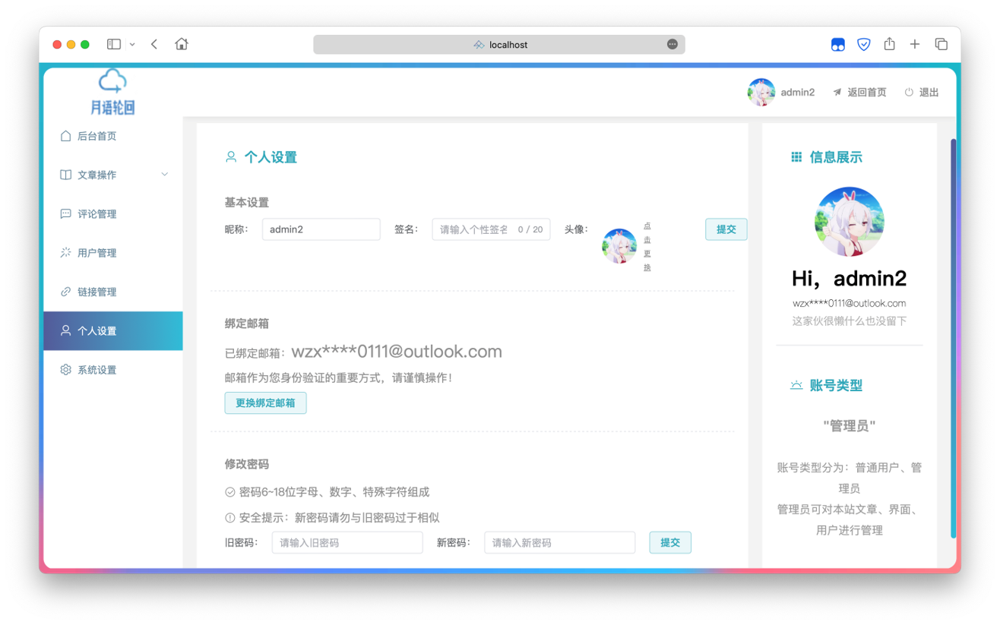 localhost
月语轮回
admin2
返回首页
退出
后台首页
文章操作
评论管理
用户管理
链接管理
个人设置
系统设置
个人设置
基本设置
昵称：
admin2
签名：
请输入个性签名
0 / 20
头像：
点
击
更
换
提交
绑定邮箱
已绑定邮箱：wzx****0111@outlook.com
邮箱作为您身份验证的重要方式，请谨慎操作！
更换绑定邮箱
修改密码
密码6~18位字母、数字、特殊字符组成
安全提示：新密码请勿与旧密码过于相似
旧密码：
请输入旧密码
新密码：
请输入新密码
提交
信息展示
Hi，admin2
wzx****0111@outlook.com
这家伙很懒什么也没留下
账号类型
"管理员"
账号类型分为：普通用户、管
理员
管理员可对本站文章、界面、
用户进行管理